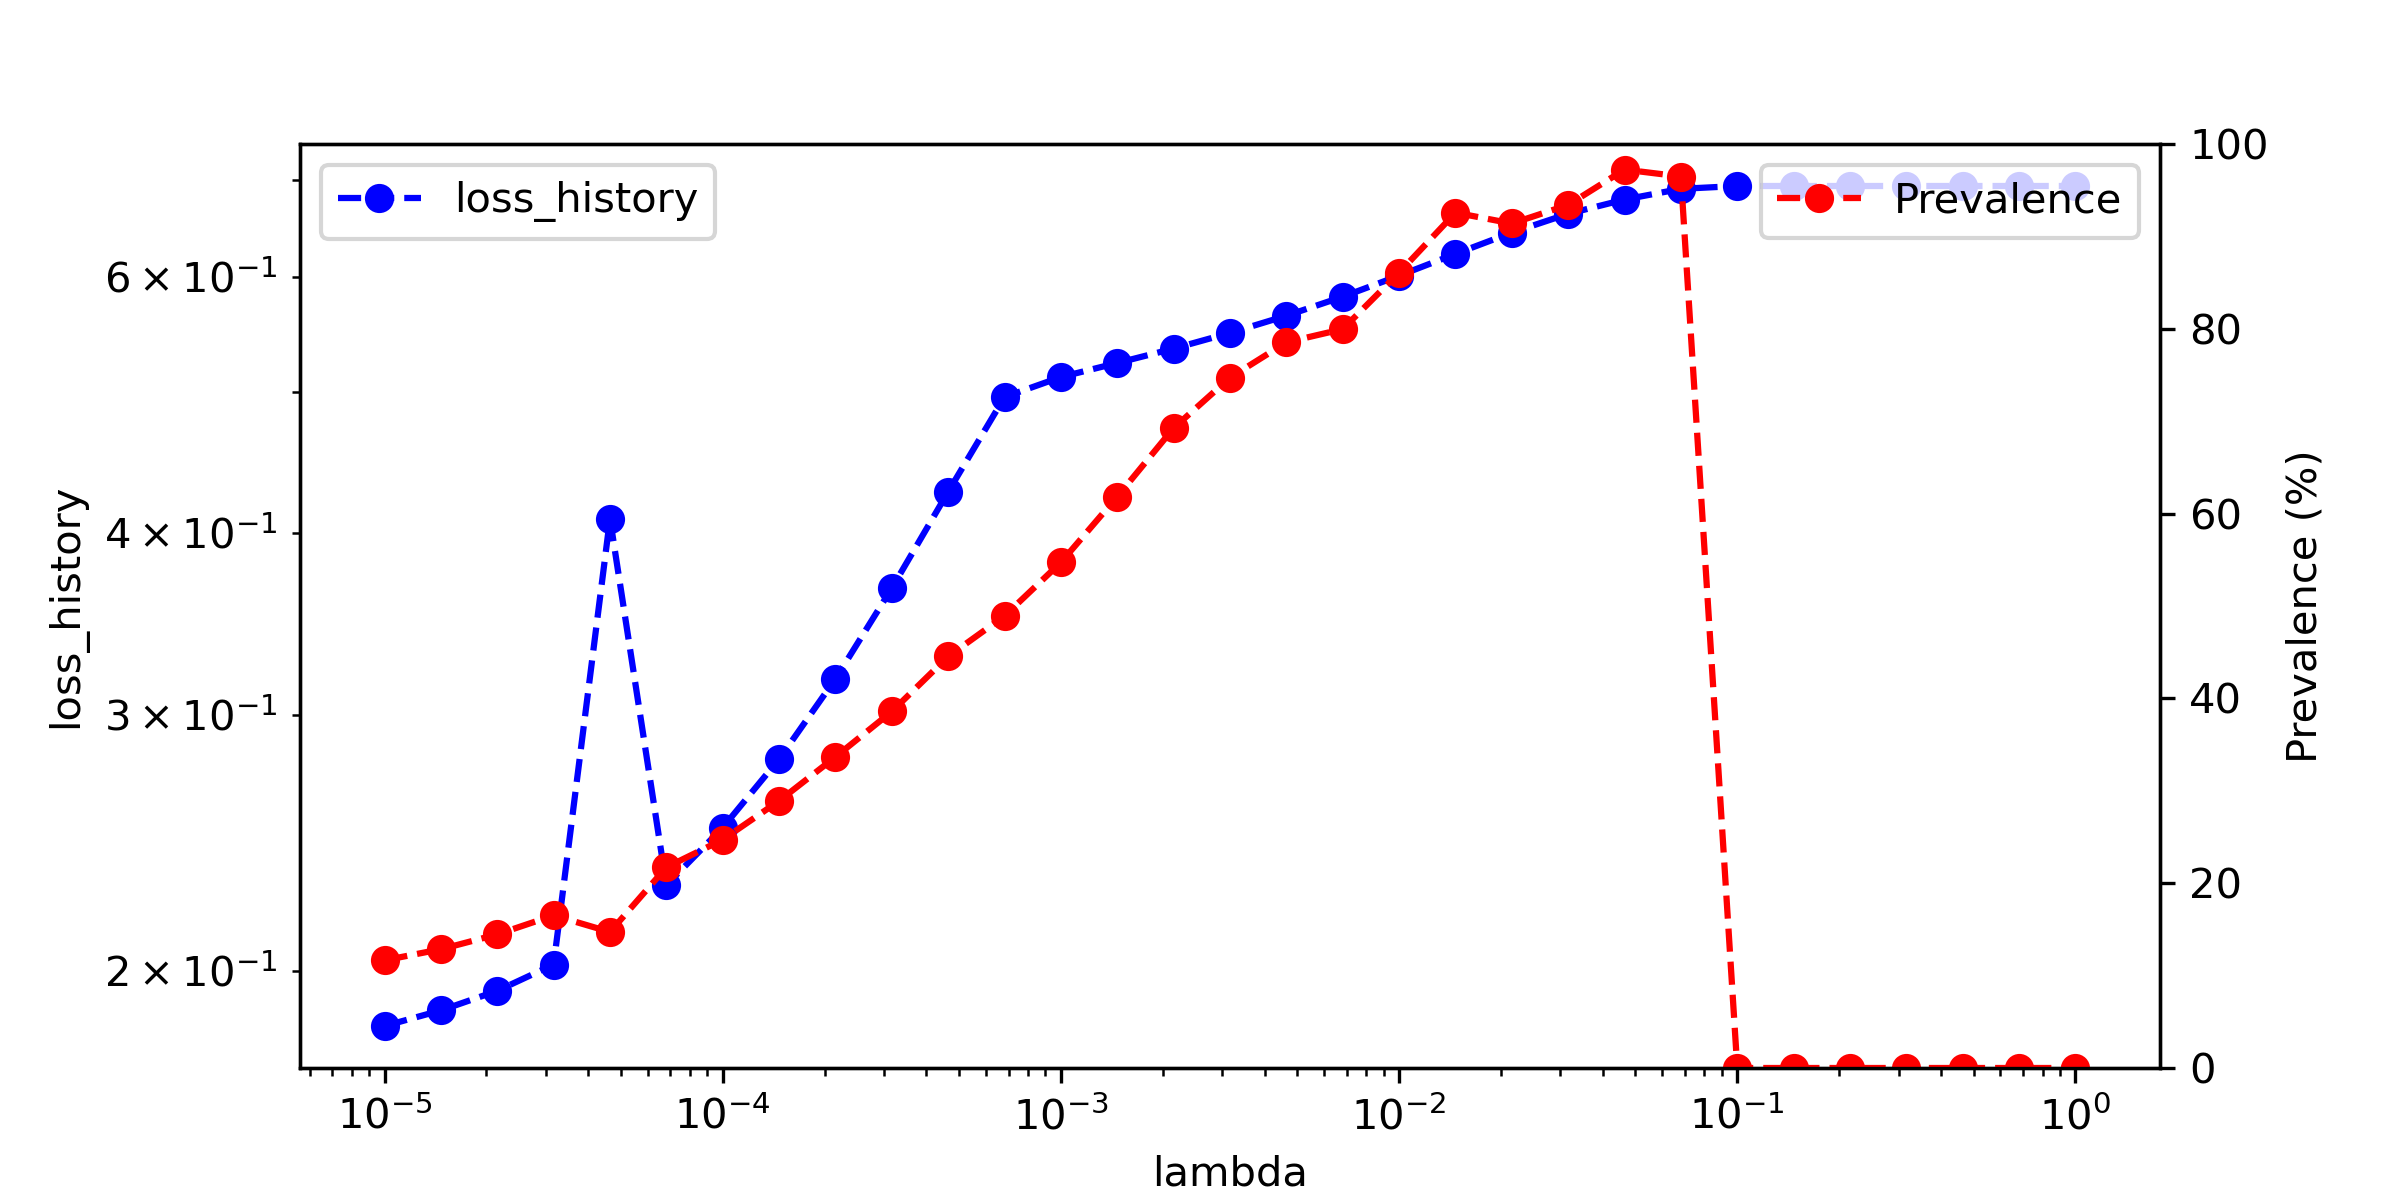 loss_history
Prevalence
6 × 10⁻¹
4 × 10⁻¹
3 × 10⁻¹
2 × 10⁻¹
loss_history
100
80
60
40
20
0
Prevalence (%)
10⁻⁵ 10⁻⁴ 10⁻³ 10⁻² 10⁻¹ 10⁰
lambda